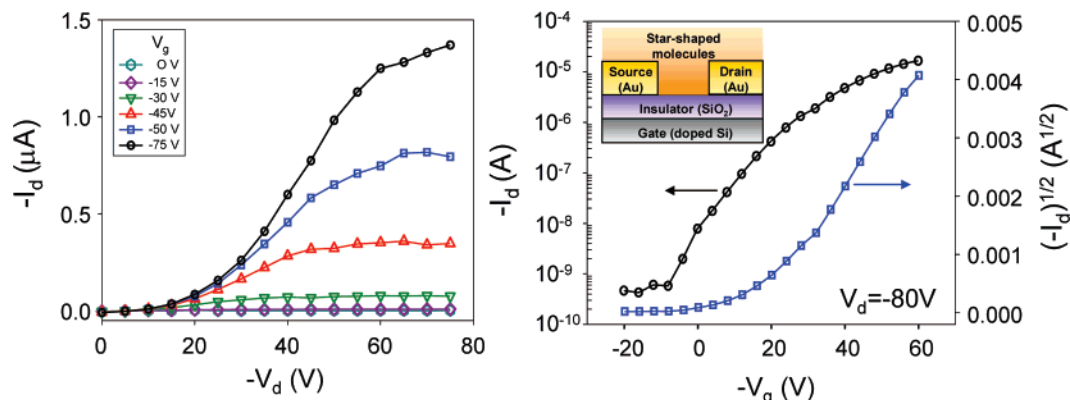 -I_d (μA)
1.5
1.0
0.5
0.0
V_g
0 V
-15 V
-30 V
-45V
-50 V
-75 V
0
20
40
60
80
-V_d (V)
-I_d (A)
10^-4
10^-5
10^-6
10^-7
10^-8
10^-9
10^-10
Star-shaped
molecules
Source
(Au)
Drain
(Au)
Insulator (SiO₂)
Gate (doped Si)
V_d=-80V
-20
0
20
40
60
-V_g (V)
0.005
0.004
0.003
0.002
0.001
0.000
(-I_d)^1/2 (A^1/2)